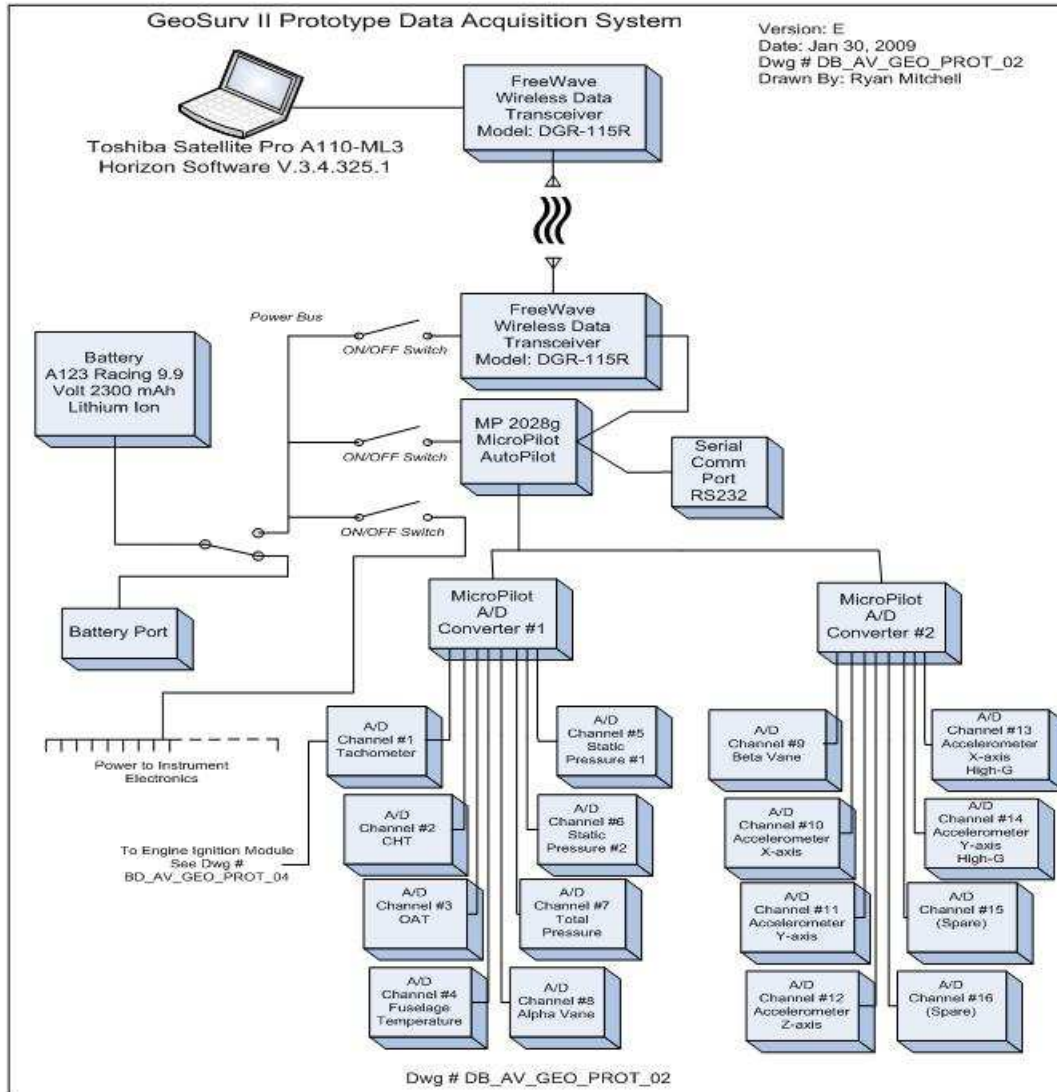 GeoSurv II Prototype Data Acquisition System
Version: E
Date: Jan 30, 2009
Dwg # DB_AV_GEO_PROT_02
Drawn By: Ryan Mitchell
FreeWave
Wireless Data
Transceiver
Model: DGR-115R
Toshiba Satellite Pro A110-ML3
Horizon Software V.3.4.325.1
Power Bus
ON/OFF Switch
FreeWave
Wireless Data
Transceiver
Model: DGR-115R
Battery
A123 Racing 9.9
Volt 2300 mAh
Lithium Ion
ON/OFF Switch
MP 2028g
MicroPilot
AutoPilot
Serial
Comm
Port
RS232
ON/OFF Switch
Battery Port
MicroPilot
A/D
Converter #1
MicroPilot
A/D
Converter #2
Power to Instrument
Electronics
To Engine Ignition Module
See Dwg #
BD_AV_GEO_PROT_04
A/D
Channel #1
Tachometer
A/D
Channel #2
CHT
A/D
Channel #3
OAT
A/D
Channel #4
Fuselage
Temperature
A/D
Channel #5
Static
Pressure #1
A/D
Channel #6
Static
Pressure #2
A/D
Channel #7
Total
Pressure
A/D
Channel #8
Alpha Vane
A/D
Channel #9
Beta Vane
A/D
Channel #10
Accelerometer
X-axis
A/D
Channel #11
Accelerometer
Y-axis
A/D
Channel #12
Accelerometer
Z-axis
A/D
Channel #13
Accelerometer
X-axis
High-G
A/D
Channel #14
Accelerometer
Y-axis
High-G
A/D
Channel #15
(Spare)
A/D
Channel #16
(Spare)
Dwg # DB_AV_GEO_PROT_02